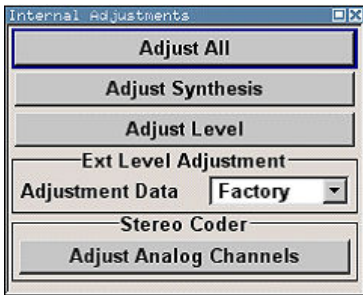 Internal Adjustments
Adjust All
Adjust Synthesis
Adjust Level
Ext Level Adjustment
Adjustment Data Factory
Stereo Coder
Adjust Analog Channels